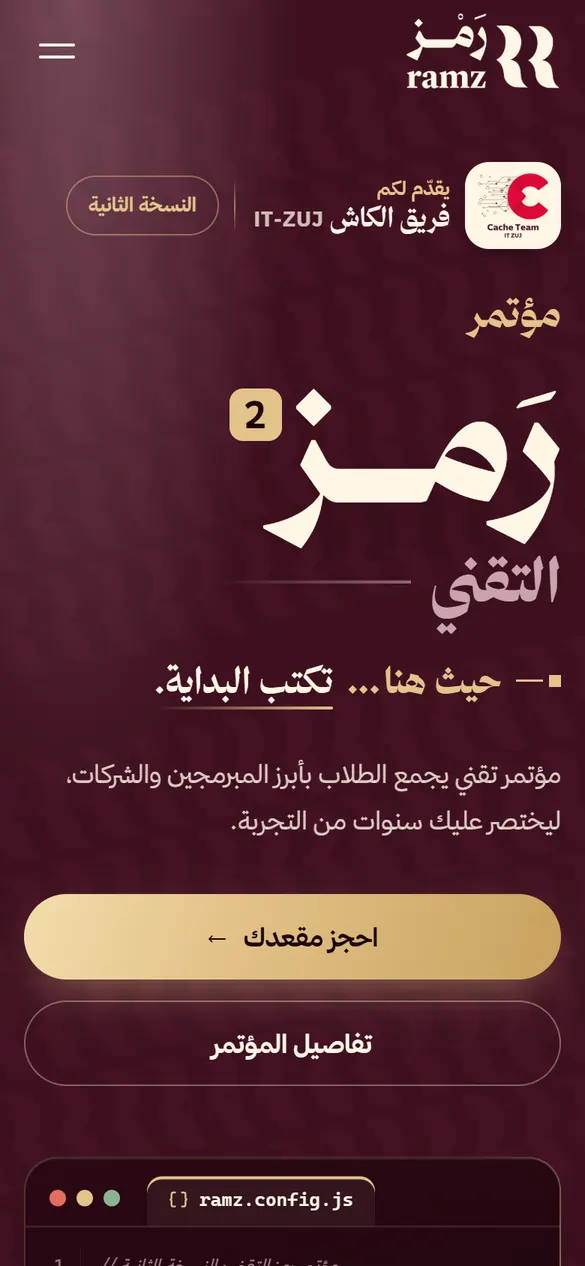 رَمْـز
ramz
Cache Team
IT ZUJ
يقدّم لكم
فريق الكاش IT-ZUJ
النسخة الثانية
مؤتمر
رَمـز 2
التقني
حيث هنا... تكتب البداية.
مؤتمر تقني يجمع الطلاب بأبرز المبرمجين والشركات،
ليختصر عليك سنوات من التجربة.
احجز مقعدك ←
تفاصيل المؤتمر
{} ramz.config.js